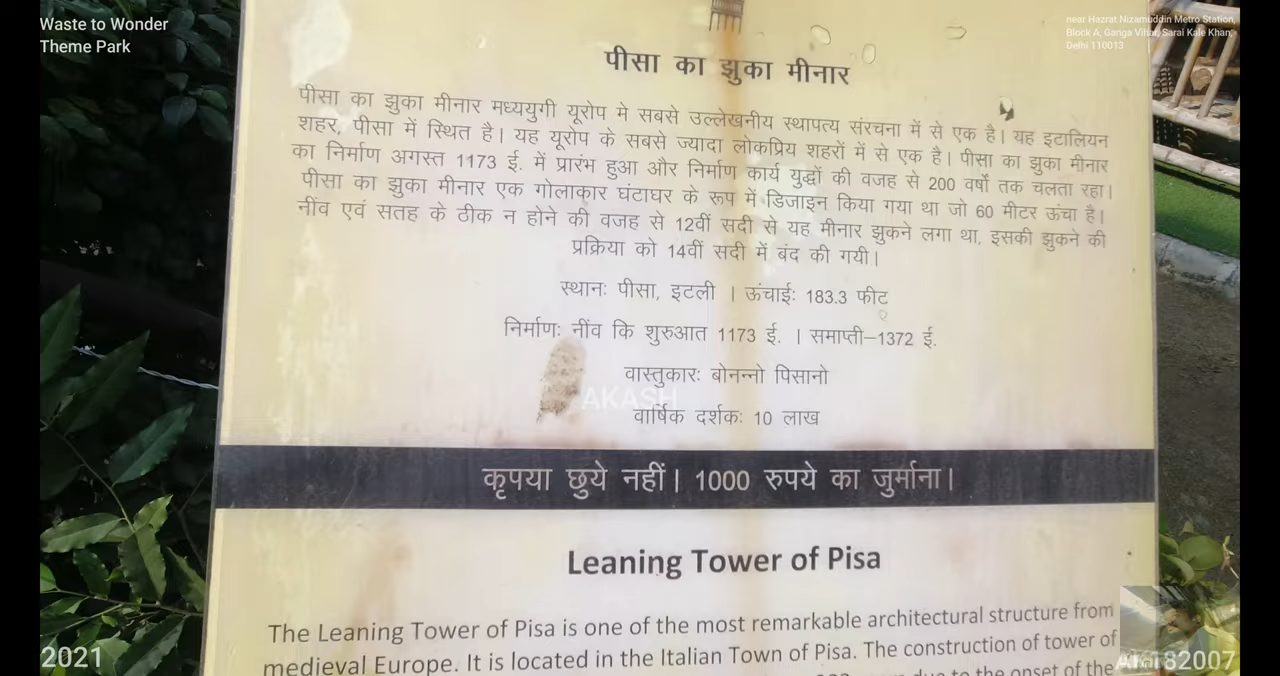 Waste to Wonder
Theme Park
near Hazrat Nizamuddin Metro Station,
Block A, Ganga Vihar, Sarai Kale Khan,
Delhi 110013
पीसा का झुका मीनार
पीसा का झुका मीनार मध्ययुगी यूरोप मे सबसे उल्लेखनीय स्थापत्य संरचना में से एक है। यह इटालियन
शहर, पीसा में स्थित है। यह यूरोप के सबसे ज्यादा लोकप्रिय शहरों में से एक है। पीसा का झुका मीनार
का निर्माण अगस्त 1173 ई. में प्रारंभ हुआ और निर्माण कार्य युद्धों की वजह से 200 वर्षो तक चलता रहा।
पीसा का झुका मीनार एक गोलाकार घंटाघर के रूप में डिजाइन किया गया था जो 60 मीटर ऊंचा है।
नींव एवं सतह के ठीक न होने की वजह से 12वीं सदी से यह मीनार झुकने लगा था, इसकी झुकने की
प्रक्रिया को 14वीं सदी में बंद की गयी।
स्थानः पीसा, इटली । ऊंचाईः 183.3 फीट
निर्माणः नींव कि शुरुआत 1173 ई. । समाप्ती–1372 ई.
वास्तुकारः बोनन्नो पिसानो
AKASH
वार्षिक दर्शकः 10 लाख
कृपया छुये नहीं। 1000 रुपये का जुर्माना।
Leaning Tower of Pisa
The Leaning Tower of Pisa is one of the most remarkable architectural structure from
medieval Europe. It is located in the Italian Town of Pisa. The construction of tower of
to the onset of the
2021
82007